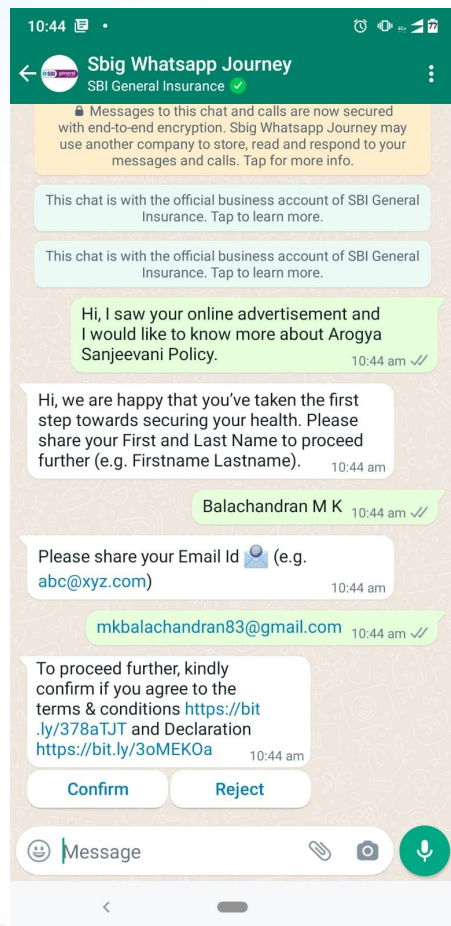 10:44
77
Sbig Whatsapp Journey
SBI General Insurance
Messages to this chat and calls are now secured
with end-to-end encryption. Sbig Whatsapp Journey may
use another company to store, read and respond to your
messages and calls. Tap for more info.
This chat is with the official business account of SBI General
Insurance. Tap to learn more.
This chat is with the official business account of SBI General
Insurance. Tap to learn more.
Hi, I saw your online advertisement and
I would like to know more about Arogya
Sanjeevani Policy.
10:44 am
Hi, we are happy that you've taken the first
step towards securing your health. Please
share your First and Last Name to proceed
further (e.g. Firstname Lastname).
10:44 am
Balachandran M K
10:44 am
Please share your Email Id (e.g.
abc@xyz.com)
10:44 am
mkbalachandran83@gmail.com
10:44 am
To proceed further, kindly
confirm if you agree to the
terms & conditions https://bit
.ly/378aTJT and Declaration
https://bit.ly/3oMEKOa
10:44 am
Confirm
Reject
Message